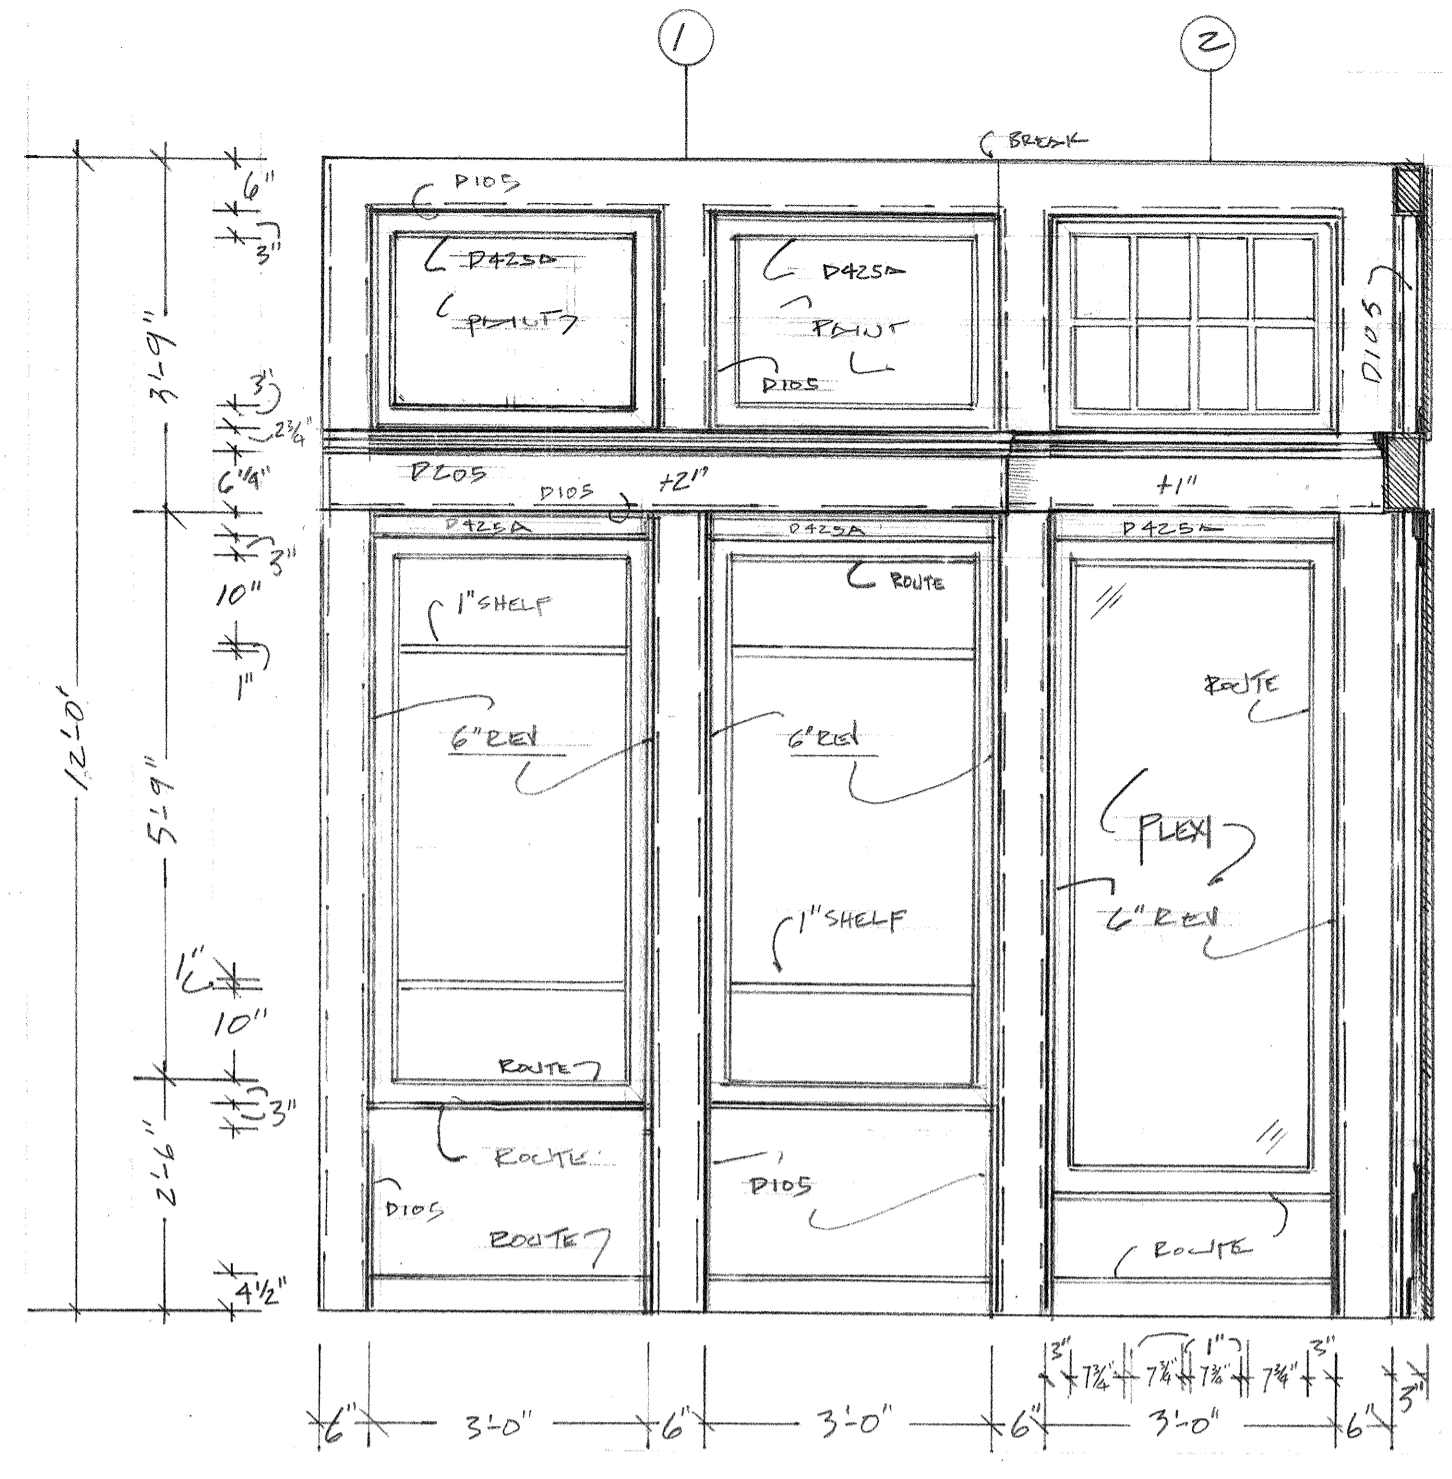 1
2
BREAK
6"
D105
3"
D425A
D425A
PAINT
PAINT
D105
D105
3'-9"
3"
2 3/4"
6 1/4"
D205
D105
+2"
+1"
D425A
D425A
D425A
3"
10"
1" SHELF
ROUTE
1"
ROUTE
12'-0"
6" REV
6" REV
5'-9"
PLEXI
1" SHELF
6" REV
1"
10"
ROUTE
3"
ROUTE
2'-6"
D105
D105
ROUTE
ROUTE
4 1/2"
3"
1"
3"
7 3/4"
7 3/4"
7 3/4"
7 3/4"
3"
6"
3'-0"
6"
3'-0"
6"
3'-0"
6"